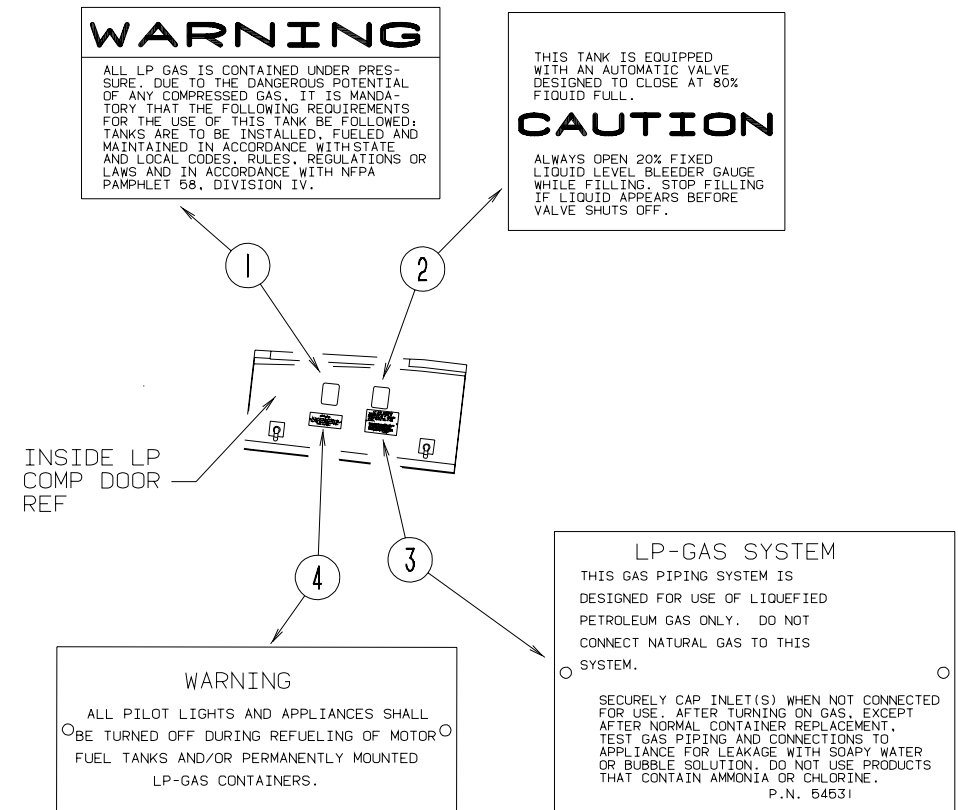 WARNING
ALL LP GAS IS CONTAINED UNDER PRES-
SURE. DUE TO THE DANGEROUS POTENTIAL
OF ANY COMPRESSED GAS, IT IS MANDA-
TORY THAT THE FOLLOWING REQUIREMENTS
FOR THE USE OF THIS TANK BE FOLLOWED:
TANKS ARE TO BE INSTALLED, FUELED AND
MAINTAINED IN ACCORDANCE WITH STATE
AND LOCAL CODES, RULES, REGULATIONS OR
LAWS AND IN ACCORDANCE WITH NFPA
PAMPHLET 58, DIVISION IV.
THIS TANK IS EQUIPPED
WITH AN AUTOMATIC VALVE
DESIGNED TO CLOSE AT 80%
FIQUID FULL.
CAUTION
ALWAYS OPEN 20% FIXED
LIQUID LEVEL BLEEDER GAUGE
WHILE FILLING. STOP FILLING
IF LIQUID APPEARS BEFORE
VALVE SHUTS OFF.
1
2
INSIDE LP
COMP DOOR
REF
4
3
WARNING
ALL PILOT LIGHTS AND APPLIANCES SHALL
BE TURNED OFF DURING REFUELING OF MOTOR
FUEL TANKS AND/OR PERMANENTLY MOUNTED
LP-GAS CONTAINERS.
LP-GAS SYSTEM
THIS GAS PIPING SYSTEM IS
DESIGNED FOR USE OF LIQUEFIED
PETROLEUM GAS ONLY. DO NOT
CONNECT NATURAL GAS TO THIS
SYSTEM.
SECURELY CAP INLET(S) WHEN NOT CONNECTED
FOR USE. AFTER TURNING ON GAS, EXCEPT
AFTER NORMAL CONTAINER REPLACEMENT,
TEST GAS PIPING AND CONNECTIONS TO
APPLIANCE FOR LEAKAGE WITH SOAPY WATER
OR BUBBLE SOLUTION. DO NOT USE PRODUCTS
THAT CONTAIN AMMONIA OR CHLORINE.
P.N. 54531